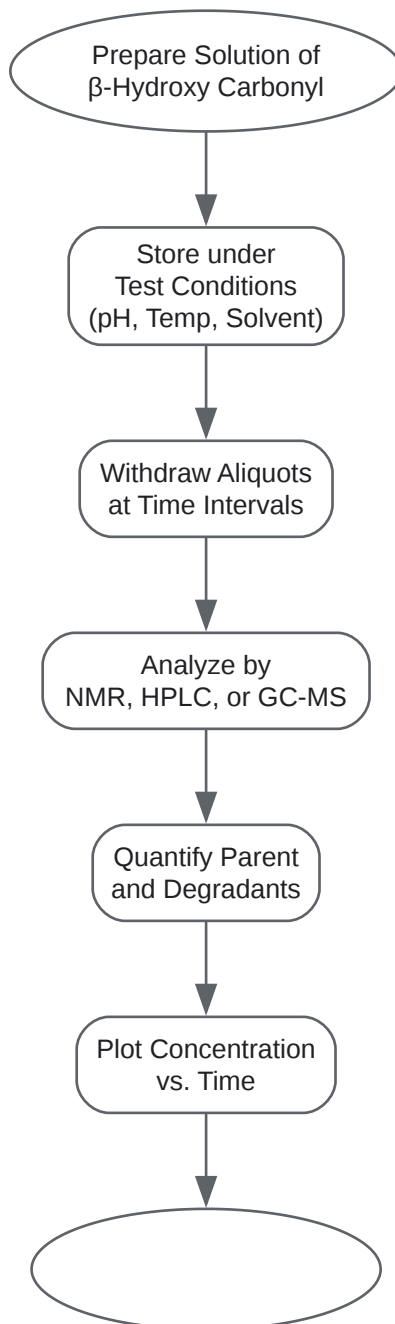 Prepare Solution of
β-Hydroxy Carbonyl
Store under
Test Conditions
(pH, Temp, Solvent)
Withdraw Aliquots
at Time Intervals
Analyze by
NMR, HPLC, or GC-MS
Quantify Parent
and Degradants
Plot Concentration
vs. Time